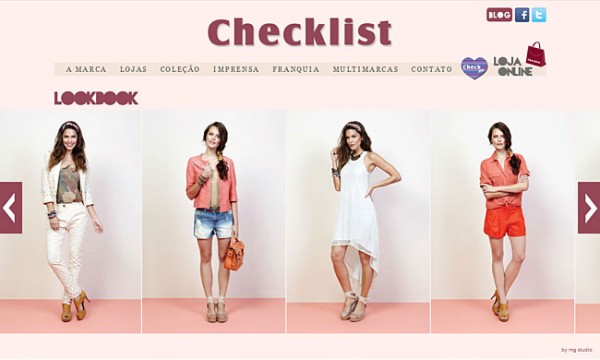 Checklist
BLOG
A MARCA LOJAS COLEÇÃO IMPRENSA FRANQUIA MULTIMARCAS CONTATO
Check
LOJA
ONLINE
LOOKBOOK
by mg studio